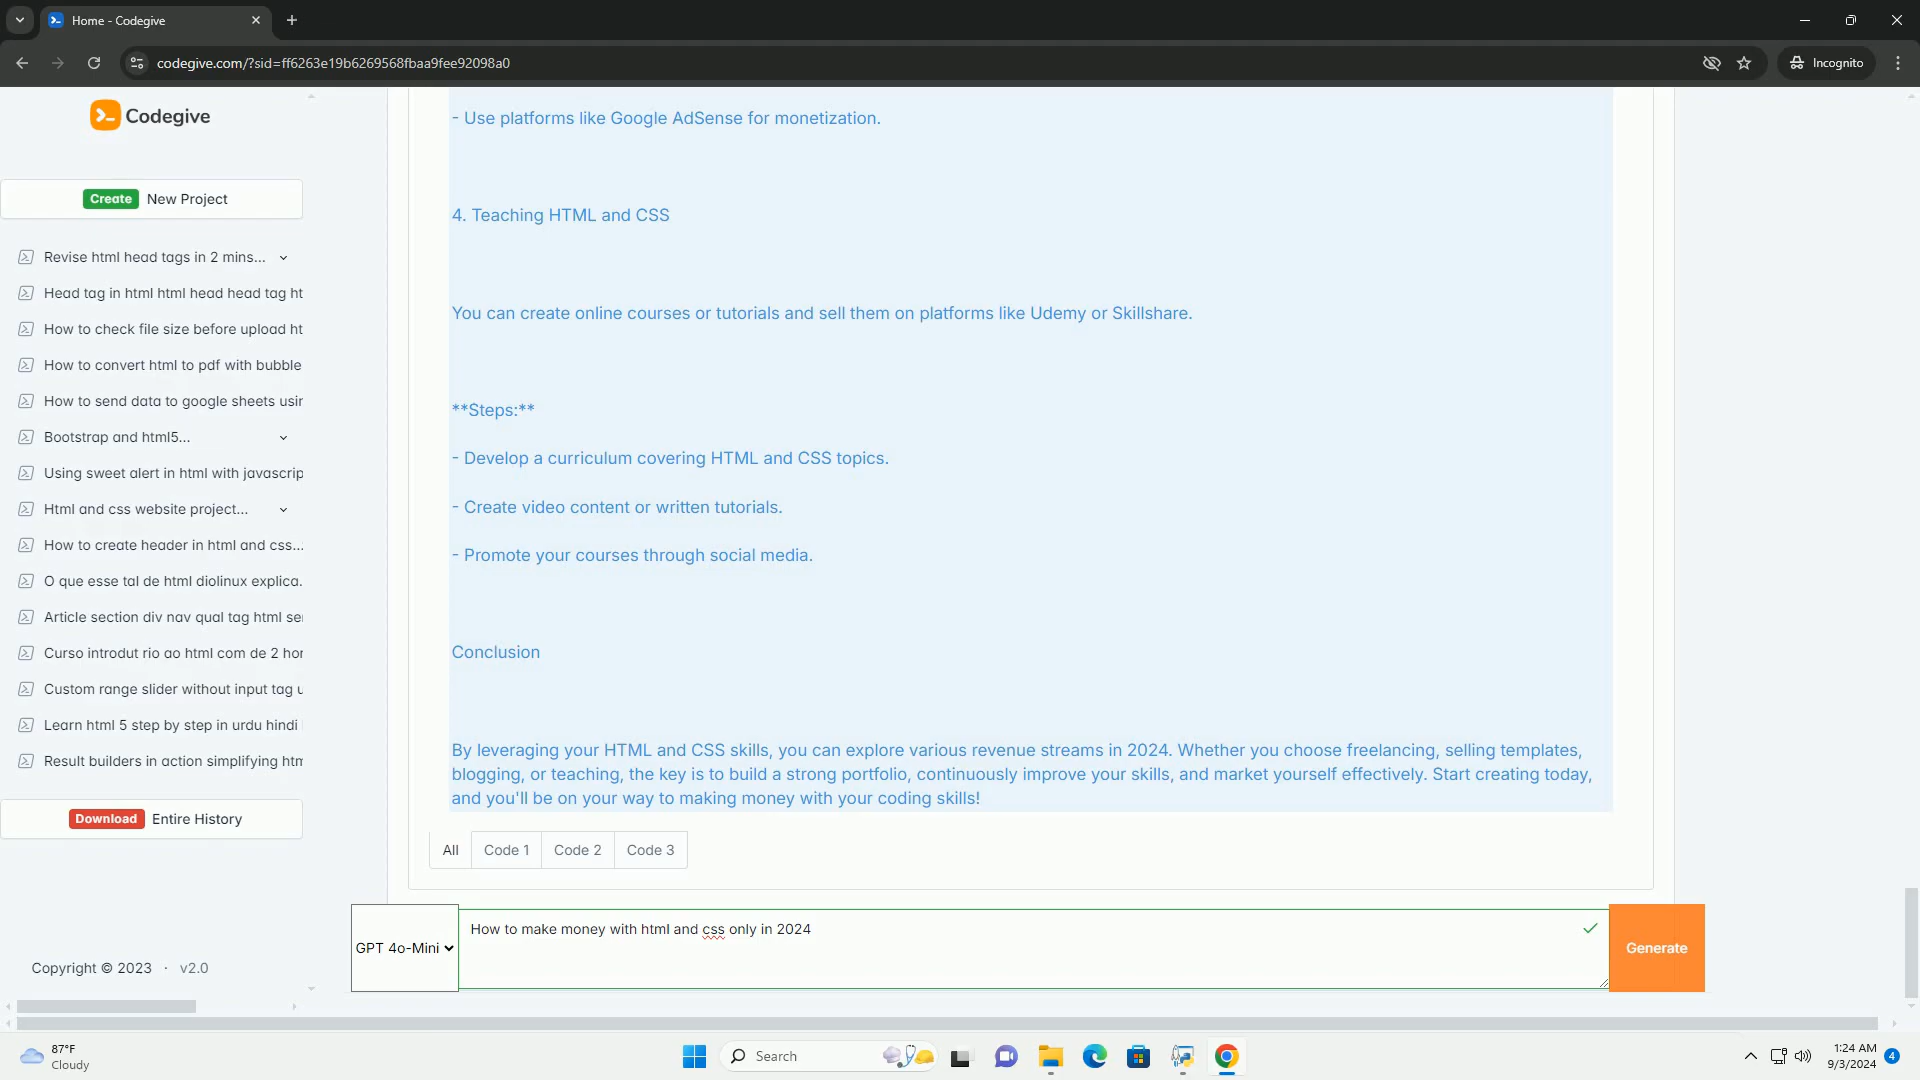 Home - Codegive
codegive.com/?sid=ff6263e19b6269568fbaa9fee92098a0
Incognito
Codegive
Create New Project
Revise html head tags in 2 mins...
Head tag in html html head head tag ht
How to check file size before upload ht
How to convert html to pdf with bubble
How to send data to google sheets usin
Bootstrap and html5...
Using sweet alert in html with javascrip
Html and css website project...
How to create header in html and css...
O que esse tal de html diolinux explica.
Article section div nav qual tag html se
Curso introdut rio ao html com de 2 hor
Custom range slider without input tag u
Learn html 5 step by step in urdu hindi
Result builders in action simplifying htm
Download Entire History
Copyright © 2023 · v2.0
- Use platforms like Google AdSense for monetization.
4. Teaching HTML and CSS
You can create online courses or tutorials and sell them on platforms like Udemy or Skillshare.
**Steps:**
- Develop a curriculum covering HTML and CSS topics.
- Create video content or written tutorials.
- Promote your courses through social media.
Conclusion
By leveraging your HTML and CSS skills, you can explore various revenue streams in 2024. Whether you choose freelancing, selling templates,
blogging, or teaching, the key is to build a strong portfolio, continuously improve your skills, and market yourself effectively. Start creating today,
and you'll be on your way to making money with your coding skills!
All Code 1 Code 2 Code 3
GPT 4o-Mini
How to make money with html and css only in 2024
Generate
87°F
Cloudy
Search
1:24 AM
9/3/2024
4